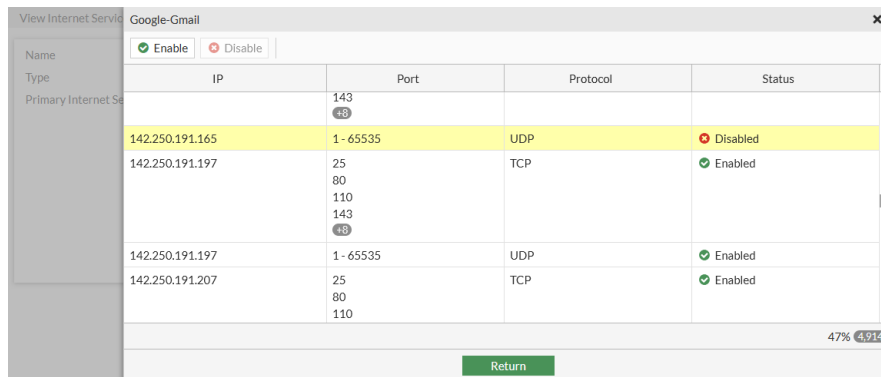 View Internet Servic
Google-Gmail
Name
Type
Primary Internet Se
Enable Disable
IP Port Protocol Status
143
+8
142.250.191.165 1 - 65535 UDP Disabled
142.250.191.197 25 TCP Enabled
80
110
143
+8
142.250.191.197 1 - 65535 UDP Enabled
142.250.191.207 25 TCP Enabled
80
110
47% 4,914
Return